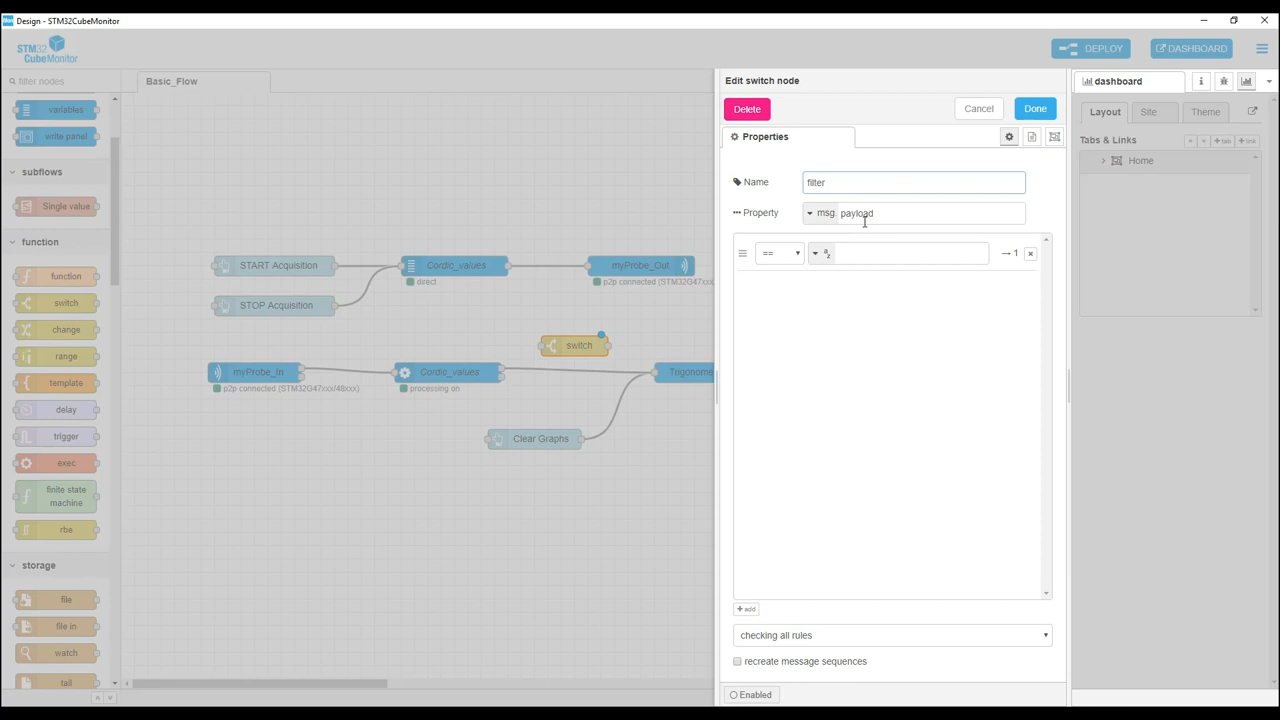 Design - STM32CubeMonitor
STM32
CubeMonitor
DEPLOY
DASHBOARD
filter nodes
Basic_Flow
variables
write panel
subflows
Single value
function
function
switch
change
range
template
delay
trigger
exec
finite state
machine
rbe
storage
file
file in
watch
tail
START Acquisition
Cordic_values
direct
myProbe_Out
p2p connected (STM32G47xxx
STOP Acquisition
switch
myProbe_In
p2p connected (STM32G47xxx/48xxx)
Cordic_values
processing on
Trigonome
Clear Graphs
Edit switch node
Delete
Cancel
Done
Properties
Name
filter
Property
msg. payload
==
a
z
→ 1
+ add
checking all rules
recreate message sequences
Enabled
dashboard
i
Layout
Site
Theme
Tabs & Links
+ tab
+ link
Home